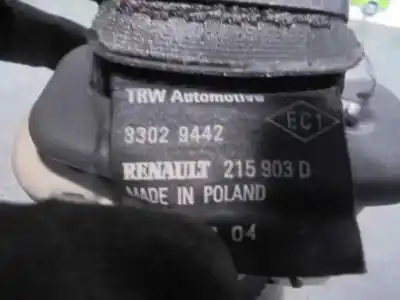 TRW Automotive
3302 9442
EC1
RENAULT 215 903 D
MADE IN POLAND
04